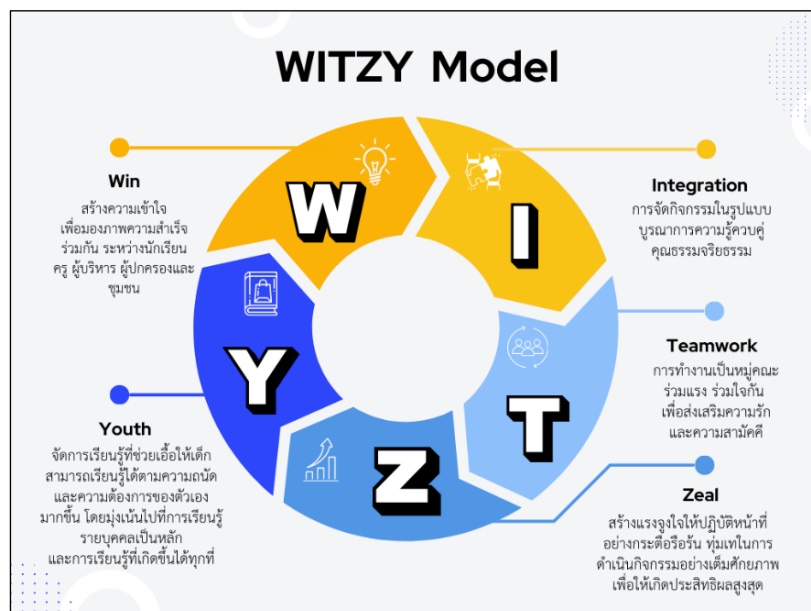 WITZY Model
Win
สร้างความเข้าใจ
เพื่อมองภาพความสำเร็จ
ร่วมกัน ระหว่างนักเรียน
ครู ผู้บริหาร ผู้ปกครองและ
ชุมชน
W
I
Integration
การจัดกิจกรรมในรูปแบบ
บูรณาการความรู้ควบคู่
คุณธรรมจริยธรรม
T
Teamwork
การทำงานเป็นหมู่คณะ
ร่วมแรง ร่วมใจกัน
เพื่อส่งเสริมความรัก
และความสามัคคี
Z
Zeal
สร้างแรงจูงใจให้ปฏิบัติหน้าที่
อย่างกระตือรือร้น ทุ่มเทในการ
ดำเนินกิจกรรมอย่างเต็มศักยภาพ
เพื่อให้เกิดประสิทธิผลสูงสุด
Y
Youth
จัดการเรียนรู้ที่ช่วยเอื้อให้เด็ก
สามารถเรียนรู้ได้ตามความถนัด
และความต้องการของตัวเอง
มากขึ้น โดยมุ่งเน้นไปที่การเรียนรู้
รายบุคคลเป็นหลัก
และการเรียนรู้ที่เกิดขึ้นได้ทุกที่